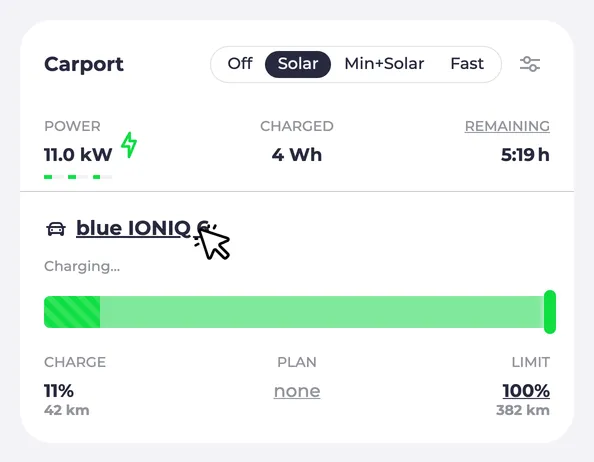 Carport Off Solar Min+Solar Fast
POWER CHARGED REMAINING
11.0 kW 4 Wh 5:19 h
blue IONIQ 6
Charging...
CHARGE PLAN LIMIT
11% none 100%
42 km 382 km